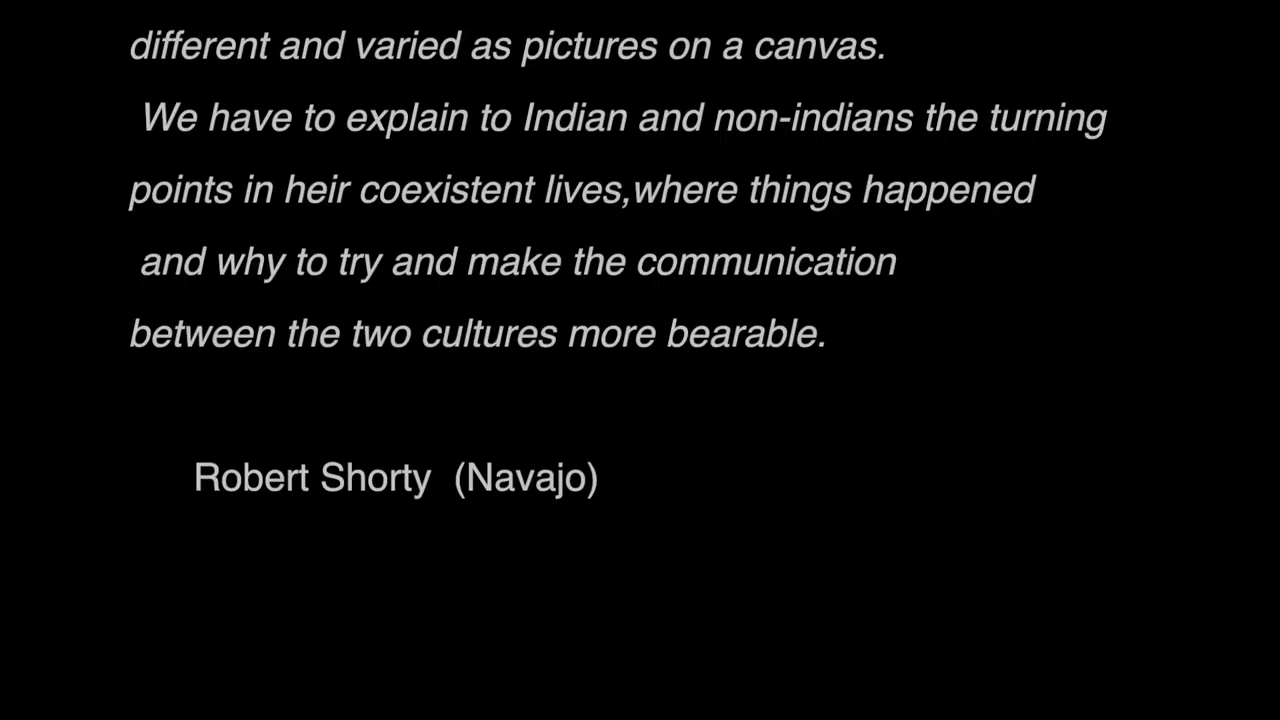 different and varied as pictures on a canvas.
We have to explain to Indian and non-indians the turning
points in heir coexistent lives,where things happened
and why to try and make the communication
between the two cultures more bearable.
Robert Shorty (Navajo)